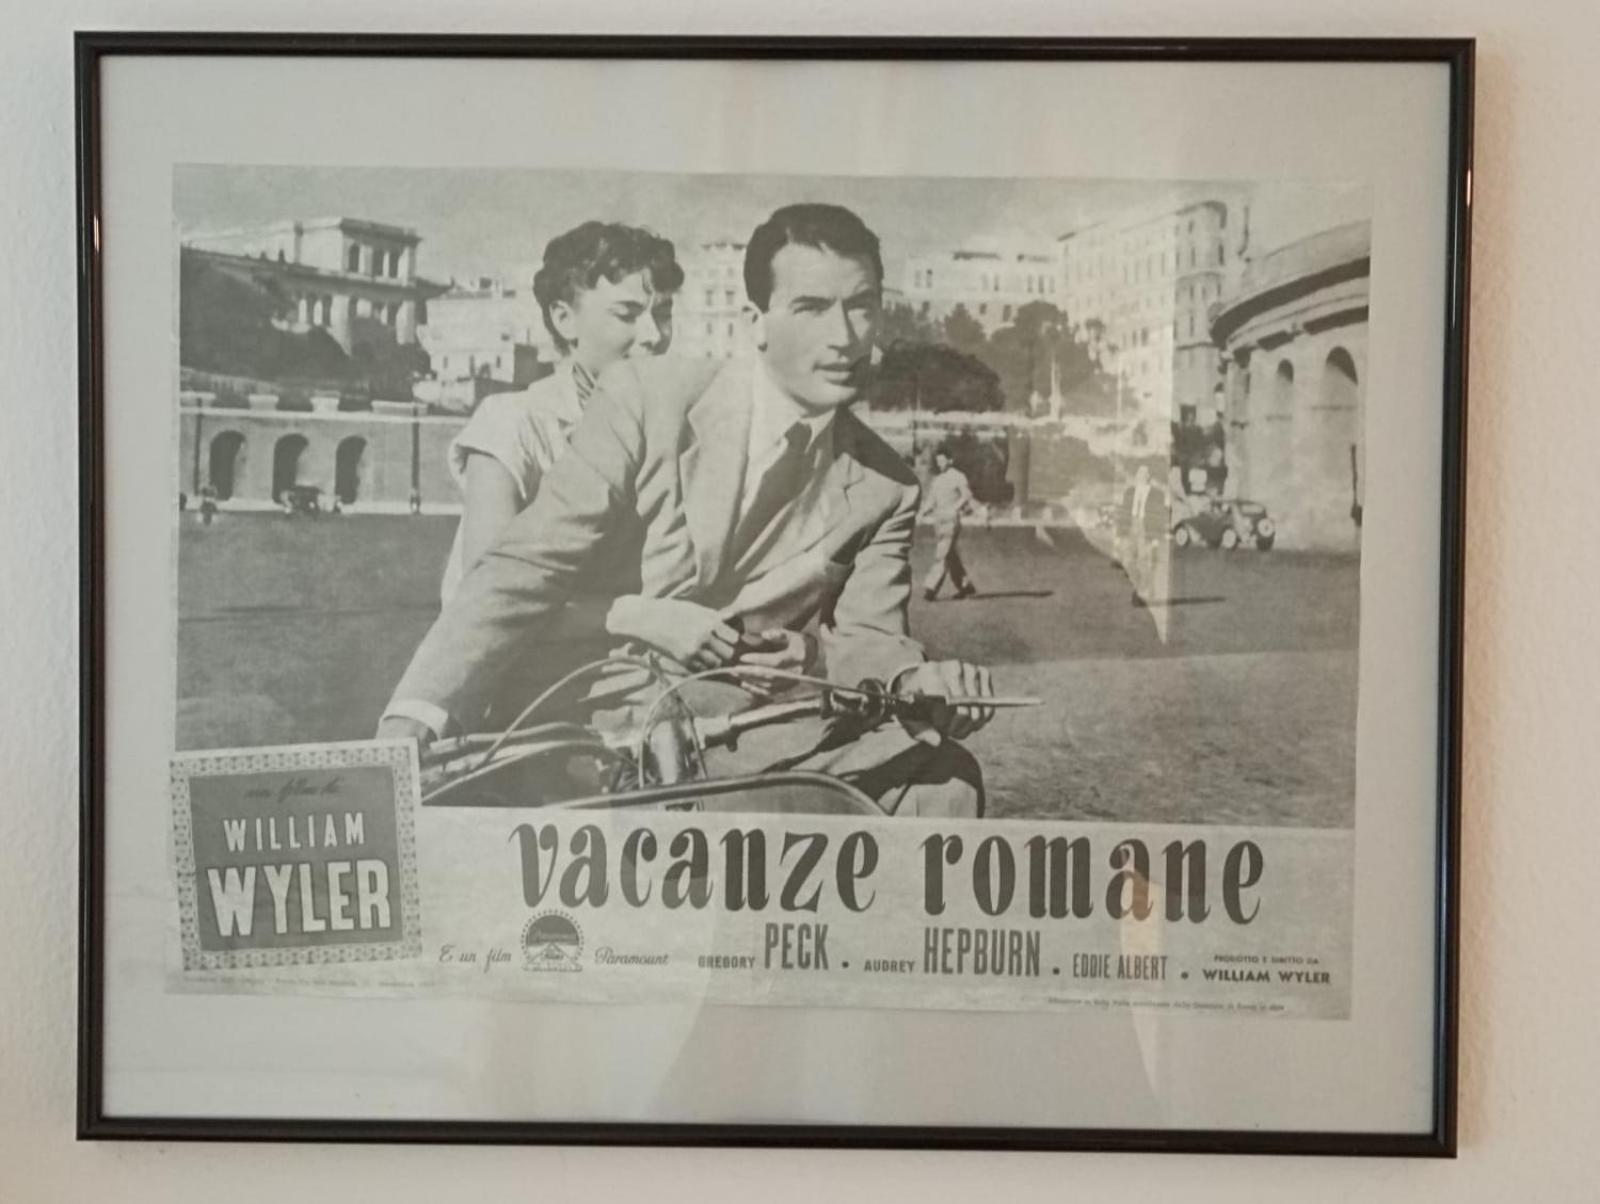 un film di
WILLIAM
WYLER
vacanze romane
È un film Paramount GREGORY PECK • AUDREY HEPBURN • EDDIE ALBERT • PRODOTTO E DIRETTO DA
WILLIAM WYLER